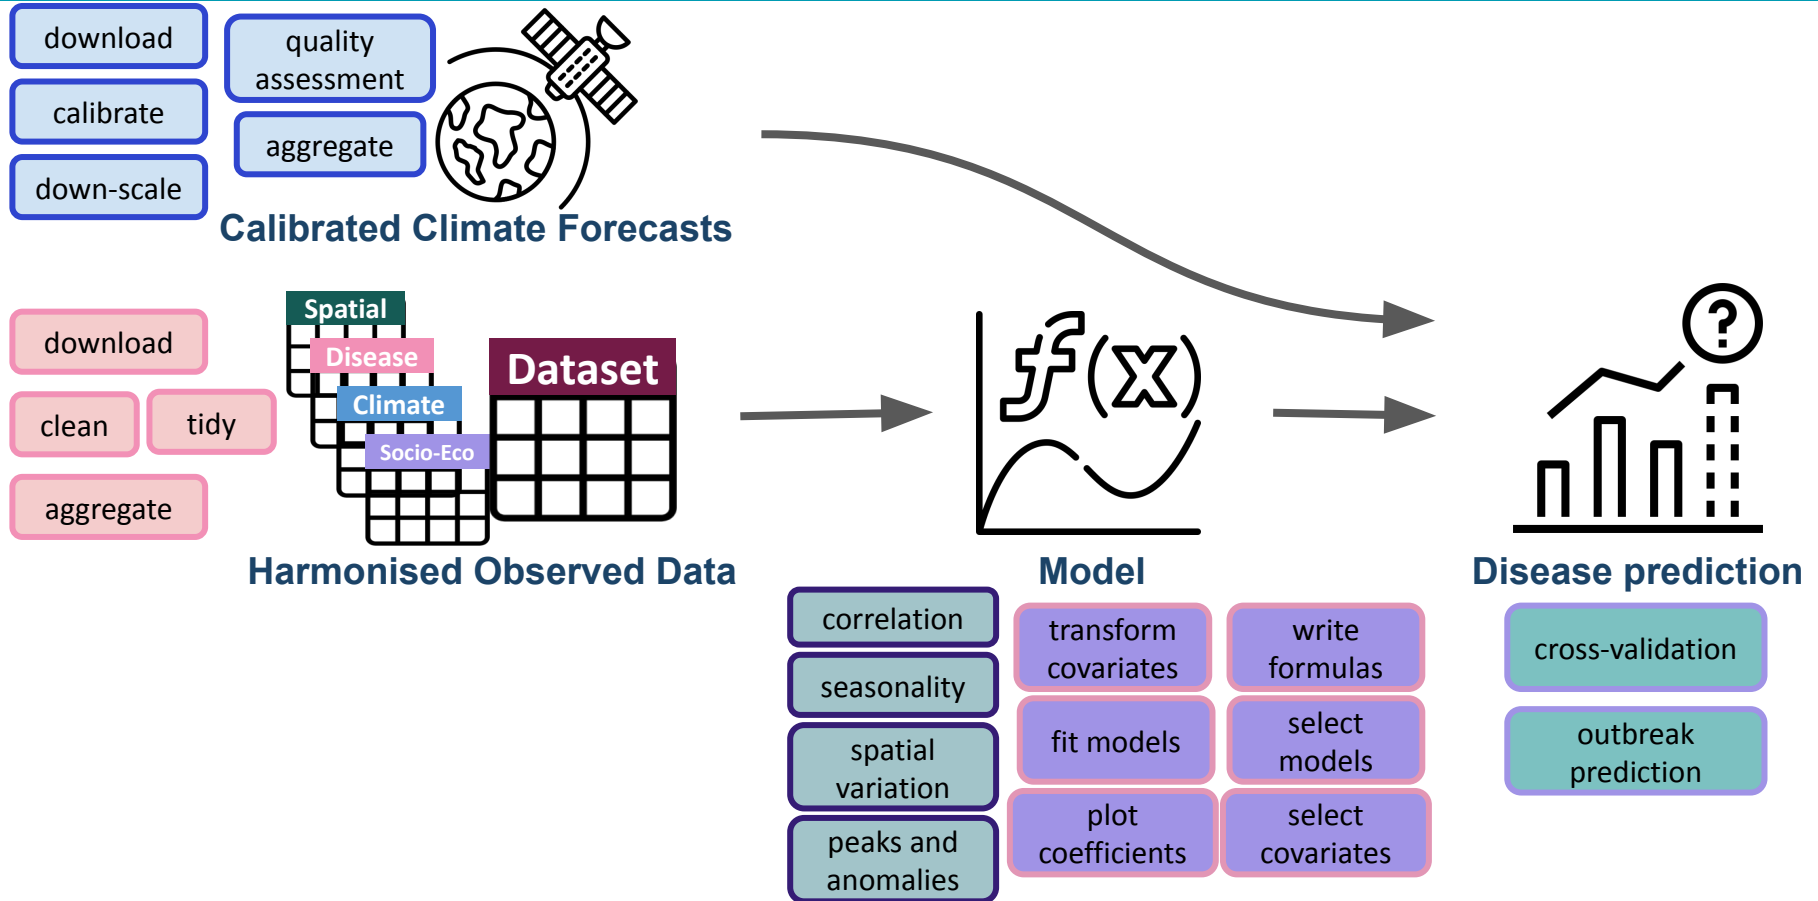 download
quality
assessment
calibrate
aggregate
down-scale
Calibrated Climate Forecasts
download
clean
tidy
aggregate
Spatial
Disease
Climate
Socio-Eco
Dataset
Harmonised Observed Data
f(x)
Model
?
Disease prediction
correlation
seasonality
spatial
variation
peaks and
anomalies
transform
covariates
write
formulas
fit models
select
models
plot
coefficients
select
covariates
cross-validation
outbreak
prediction